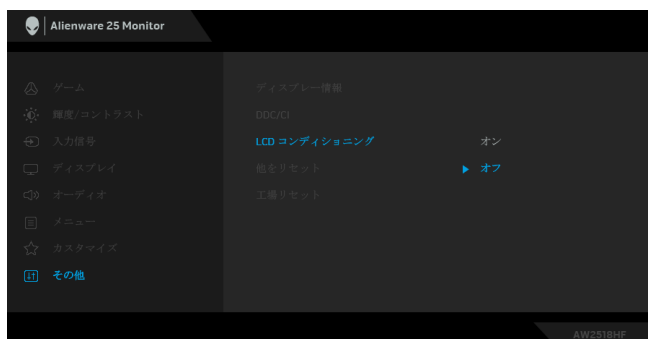 Alienware 25 Monitor
ゲーム
輝度/コントラスト
入力信号
ディスプレイ
オーディオ
メニュー
カスタマイズ
その他
ディスプレー情報
DDC/CI
LCD コンディショニング
オン
他をリセット
オフ
工場リセット
AW2518HF